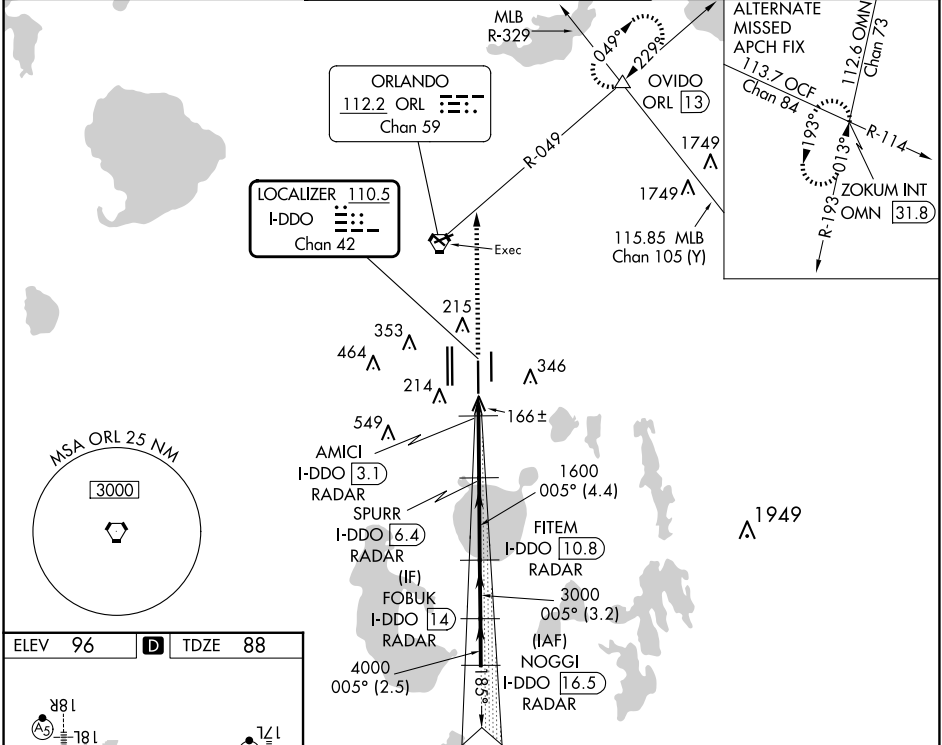 MLB
R-329
049°
229°
OVIDO
ORL 13
ORLANDO
112.2 ORL
Chan 59
R-049
LOCALIZER 110.5
I-DDO
Chan 42
Exec
1749
1749
115.85 MLB
Chan 105 (Y)
ALTERNATE
MISSED
APCH FIX
112.6 OMN
Chan 73
113.7 OCF
Chan 84
193°
013°
R-114
R-193
ZOKUM INT
OMN 31.8
215
353
464
214
346
549
166±
AMICI
I-DDO 3.1
RADAR
SPURR
I-DDO 6.4
RADAR
1600
005° (4.4)
FITEM
I-DDO 10.8
RADAR
(IF)
FOBUK
I-DDO 14
RADAR
3000
005° (3.2)
(IAF)
NOGGI
I-DDO 16.5
RADAR
4000
005° (2.5)
185°
1949
MSA ORL 25 NM
3000
ELEV 96 D TDZE 88
18R
A5
18L
17L